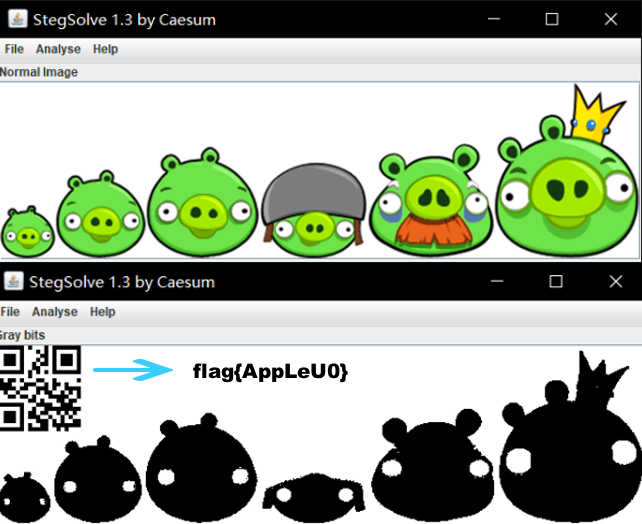 StegSolve 1.3 by Caesum
File Analyse Help
Normal Image
StegSolve 1.3 by Caesum
File Analyse Help
Gray bits
flag{AppLeU0}